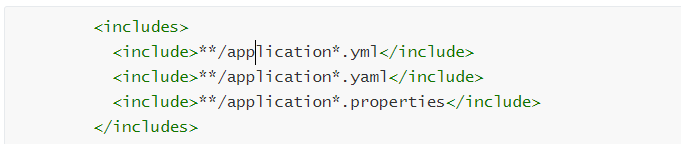 <includes>
<include>**/application*.yml</include>
<include>**/application*.yaml</include>
<include>**/application*.properties</include>
</includes>